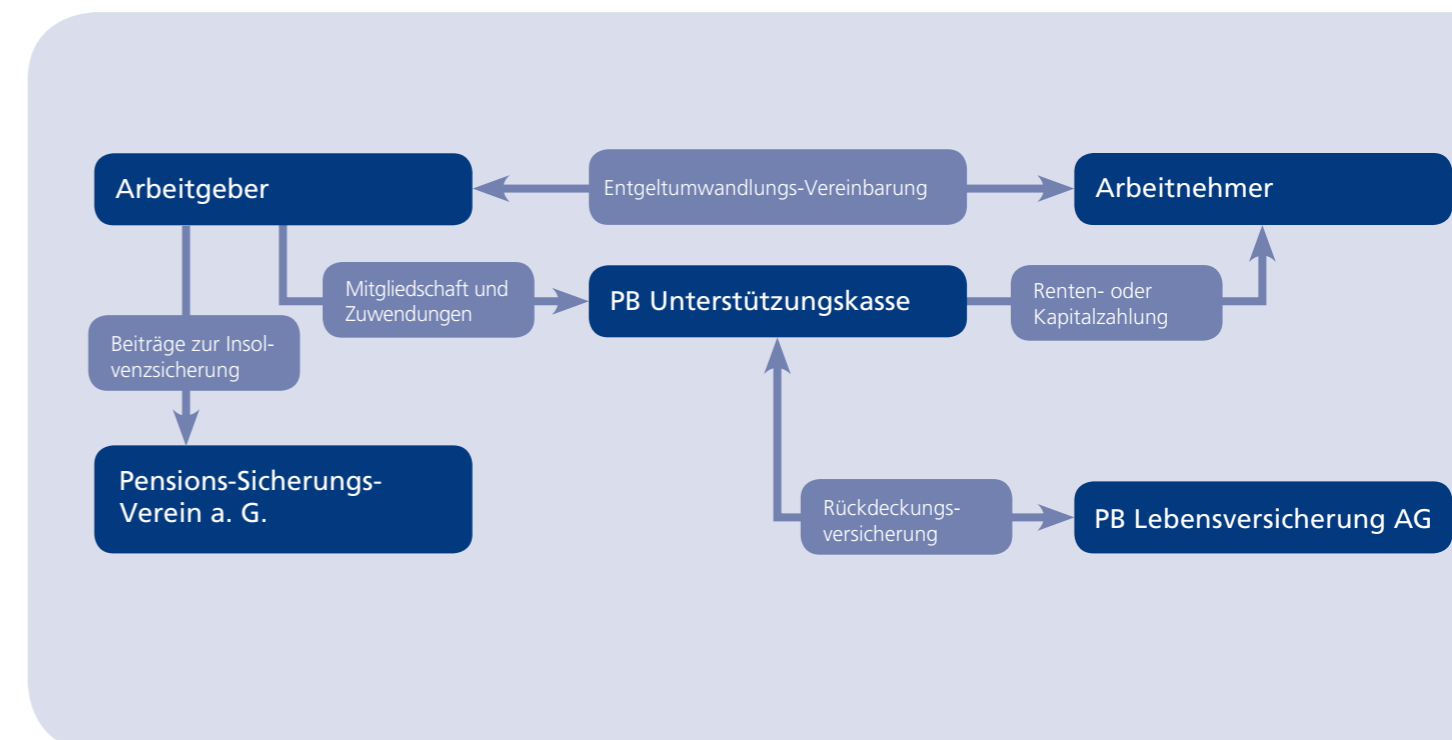 Arbeitgeber
Entgeltumwandlungs-Vereinbarung
Arbeitnehmer
Mitgliedschaft und
Zuwendungen
PB Unterstützungskasse
Renten- oder
Kapitalzahlung
Beiträge zur Insol-
venzsicherung
Pensions-Sicherungs-
Verein a. G.
Rückdeckungs-
versicherung
PB Lebensversicherung AG